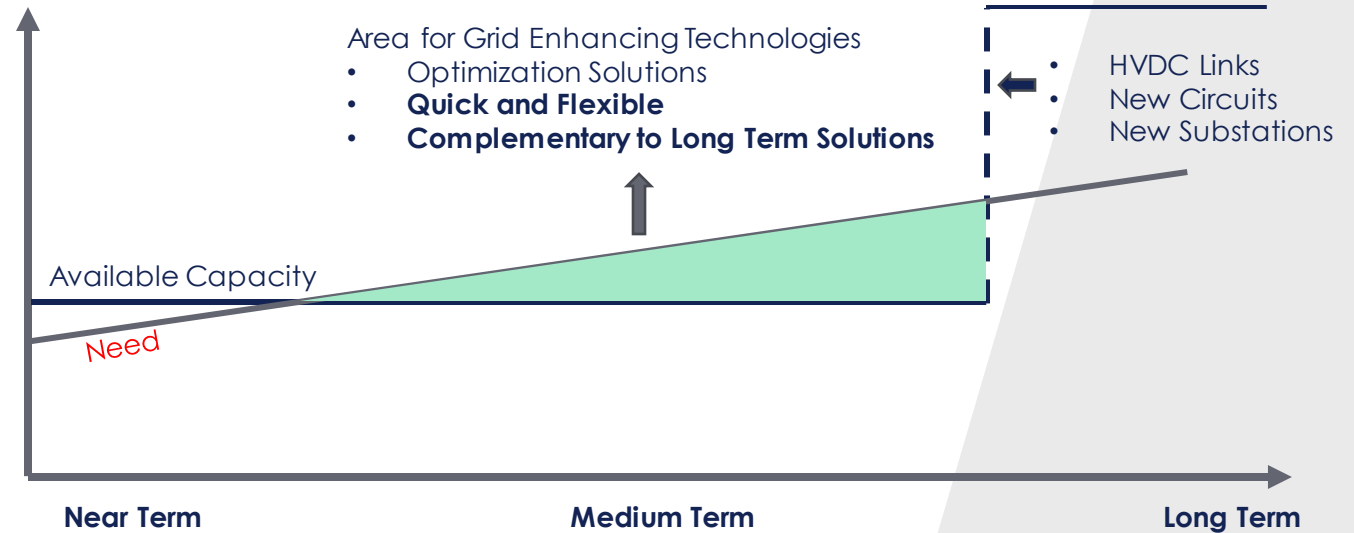 Area for Grid Enhancing Technologies
• Optimization Solutions
• Quick and Flexible
• Complementary to Long Term Solutions
• HVDC Links
• New Circuits
• New Substations
Available Capacity
Need
Near Term
Medium Term
Long Term